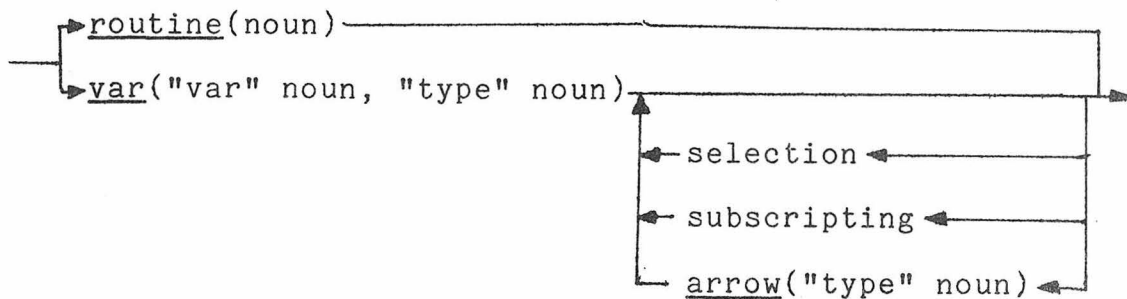 routine(noun)
var("var" noun, "type" noun)
selection
subscripting
arrow("type" noun)